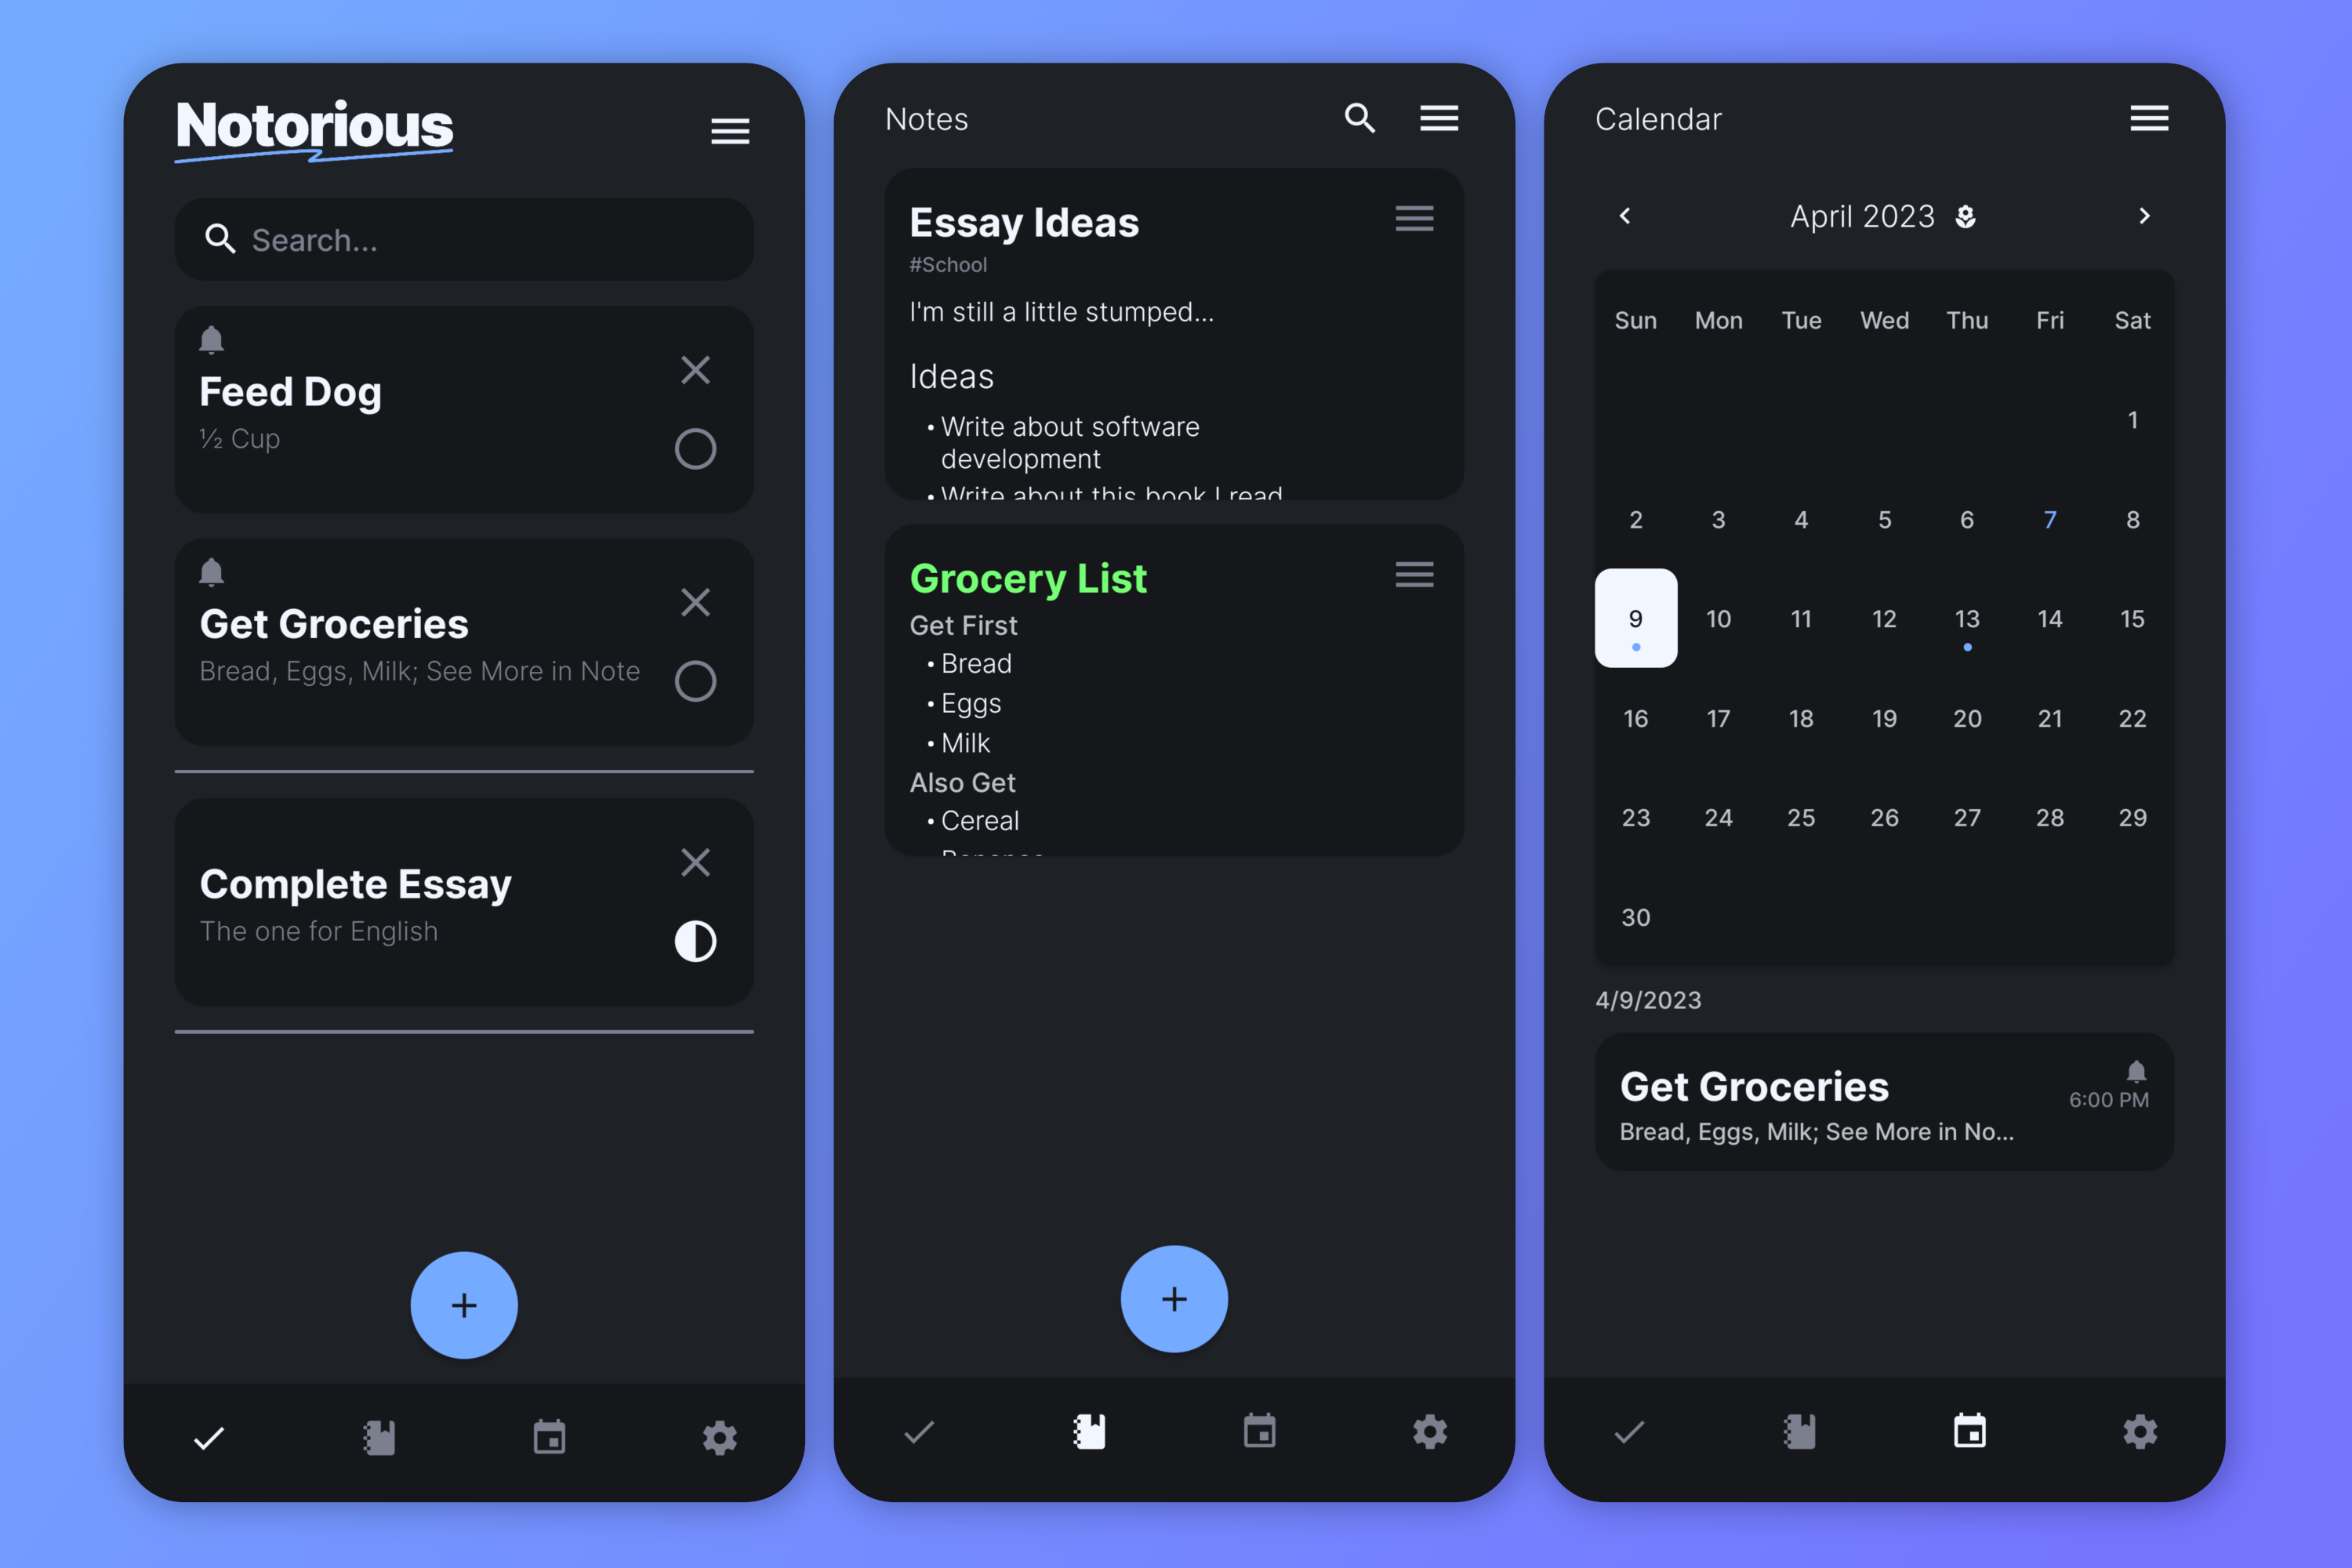 Notorious
Search...
Feed Dog
½ Cup
Get Groceries
Bread, Eggs, Milk; See More in Note
Complete Essay
The one for English
Notes
Essay Ideas
#School
I'm still a little stumped...
Ideas
• Write about software
development
• Write about this book I read
Grocery List
Get First
• Bread
• Eggs
• Milk
Also Get
• Cereal
Calendar
April 2023
Sun Mon Tue Wed Thu Fri Sat
1
2 3 4 5 6 7 8
9 10 11 12 13 14 15
16 17 18 19 20 21 22
23 24 25 26 27 28 29
30
4/9/2023
Get Groceries
6:00 PM
Bread, Eggs, Milk; See More in No...